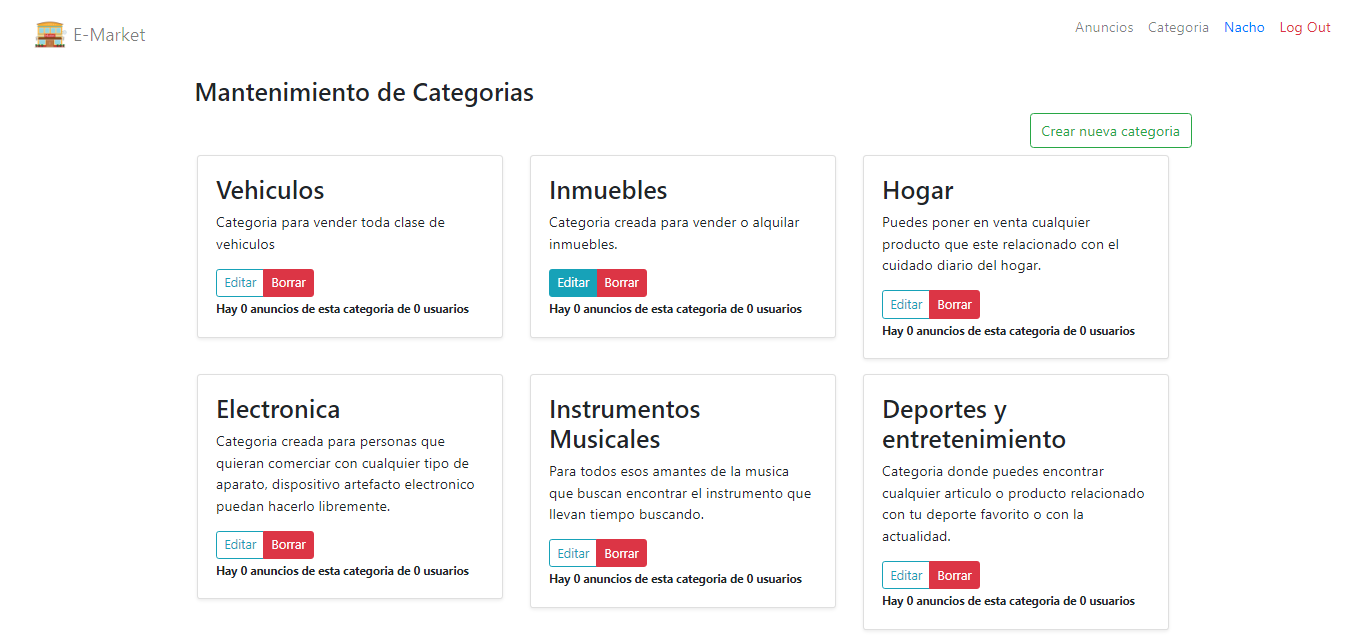 E-Market
Anuncios Categoria Nacho Log Out
Mantenimiento de Categorias
Crear nueva categoria
Vehiculos
Categoria para vender toda clase de
vehiculos
Editar Borrar
Hay 0 anuncios de esta categoria de 0 usuarios
Inmuebles
Categoria creada para vender o alquilar
inmuebles.
Editar Borrar
Hay 0 anuncios de esta categoria de 0 usuarios
Hogar
Puedes poner en venta cualquier
producto que este relacionado con el
cuidado diario del hogar.
Editar Borrar
Hay 0 anuncios de esta categoria de 0 usuarios
Electronica
Categoria creada para personas que
quieran comerciar con cualquier tipo de
aparato, dispositivo artefacto electronico
puedan hacerlo libremente.
Editar Borrar
Hay 0 anuncios de esta categoria de 0 usuarios
Instrumentos
Musicales
Para todos esos amantes de la musica
que buscan encontrar el instrumento que
llevan tiempo buscando.
Editar Borrar
Hay 0 anuncios de esta categoria de 0 usuarios
Deportes y
entretenimiento
Categoria donde puedes encontrar
cualquier articulo o producto relacionado
con tu deporte favorito o con la
actualidad.
Editar Borrar
Hay 0 anuncios de esta categoria de 0 usuarios